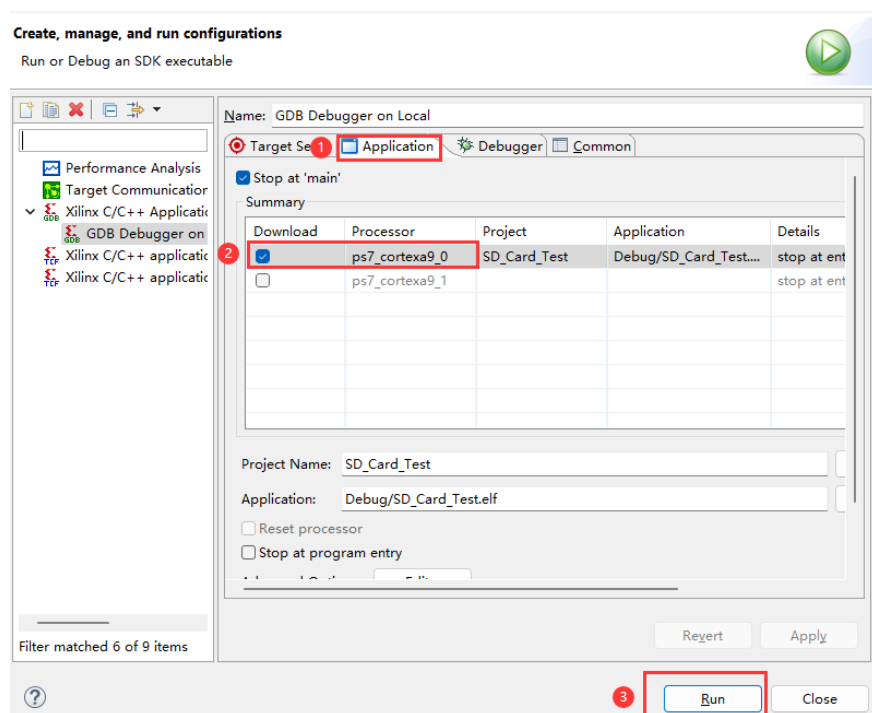 Create, manage, and run configurations
Run or Debug an SDK executable
Name: GDB Debugger on Local
Target Se 1 Application Debugger Common
Performance Analysis
Target Communication
Xilinx C/C++ Applicatic
GDB Debugger on
Xilinx C/C++ applicatic
Xilinx C/C++ applicatic
Stop at 'main'
Summary
Download Processor Project Application Details
2 ps7_cortexa9_0 SD_Card_Test Debug/SD_Card_Test.... stop at ent
ps7_cortexa9_1 stop at ent
Project Name: SD_Card_Test
Application: Debug/SD_Card_Test.elf
Reset processor
Stop at program entry
Revert Apply
Filter matched 6 of 9 items
3 Run Close